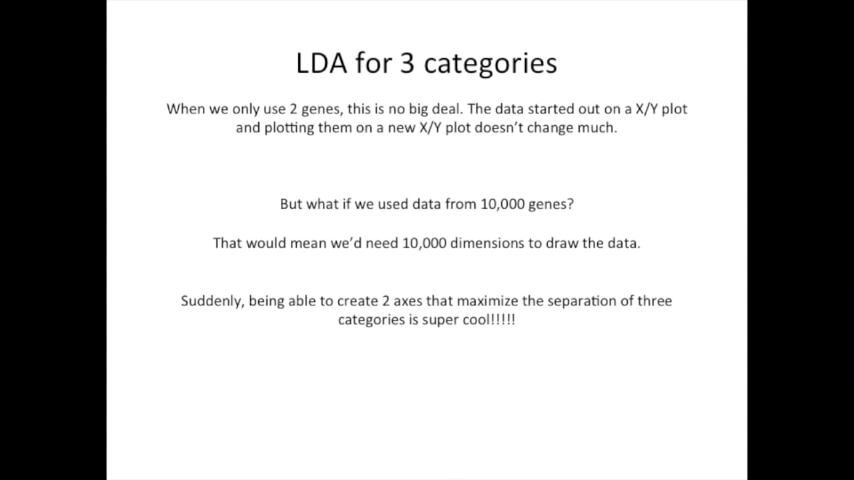 LDA for 3 categories
When we only use 2 genes, this is no big deal. The data started out on a X/Y plot
and plotting them on a new X/Y plot doesn't change much.
But what if we used data from 10,000 genes?
That would mean we'd need 10,000 dimensions to draw the data.
Suddenly, being able to create 2 axes that maximize the separation of three
categories is super cool!!!!!